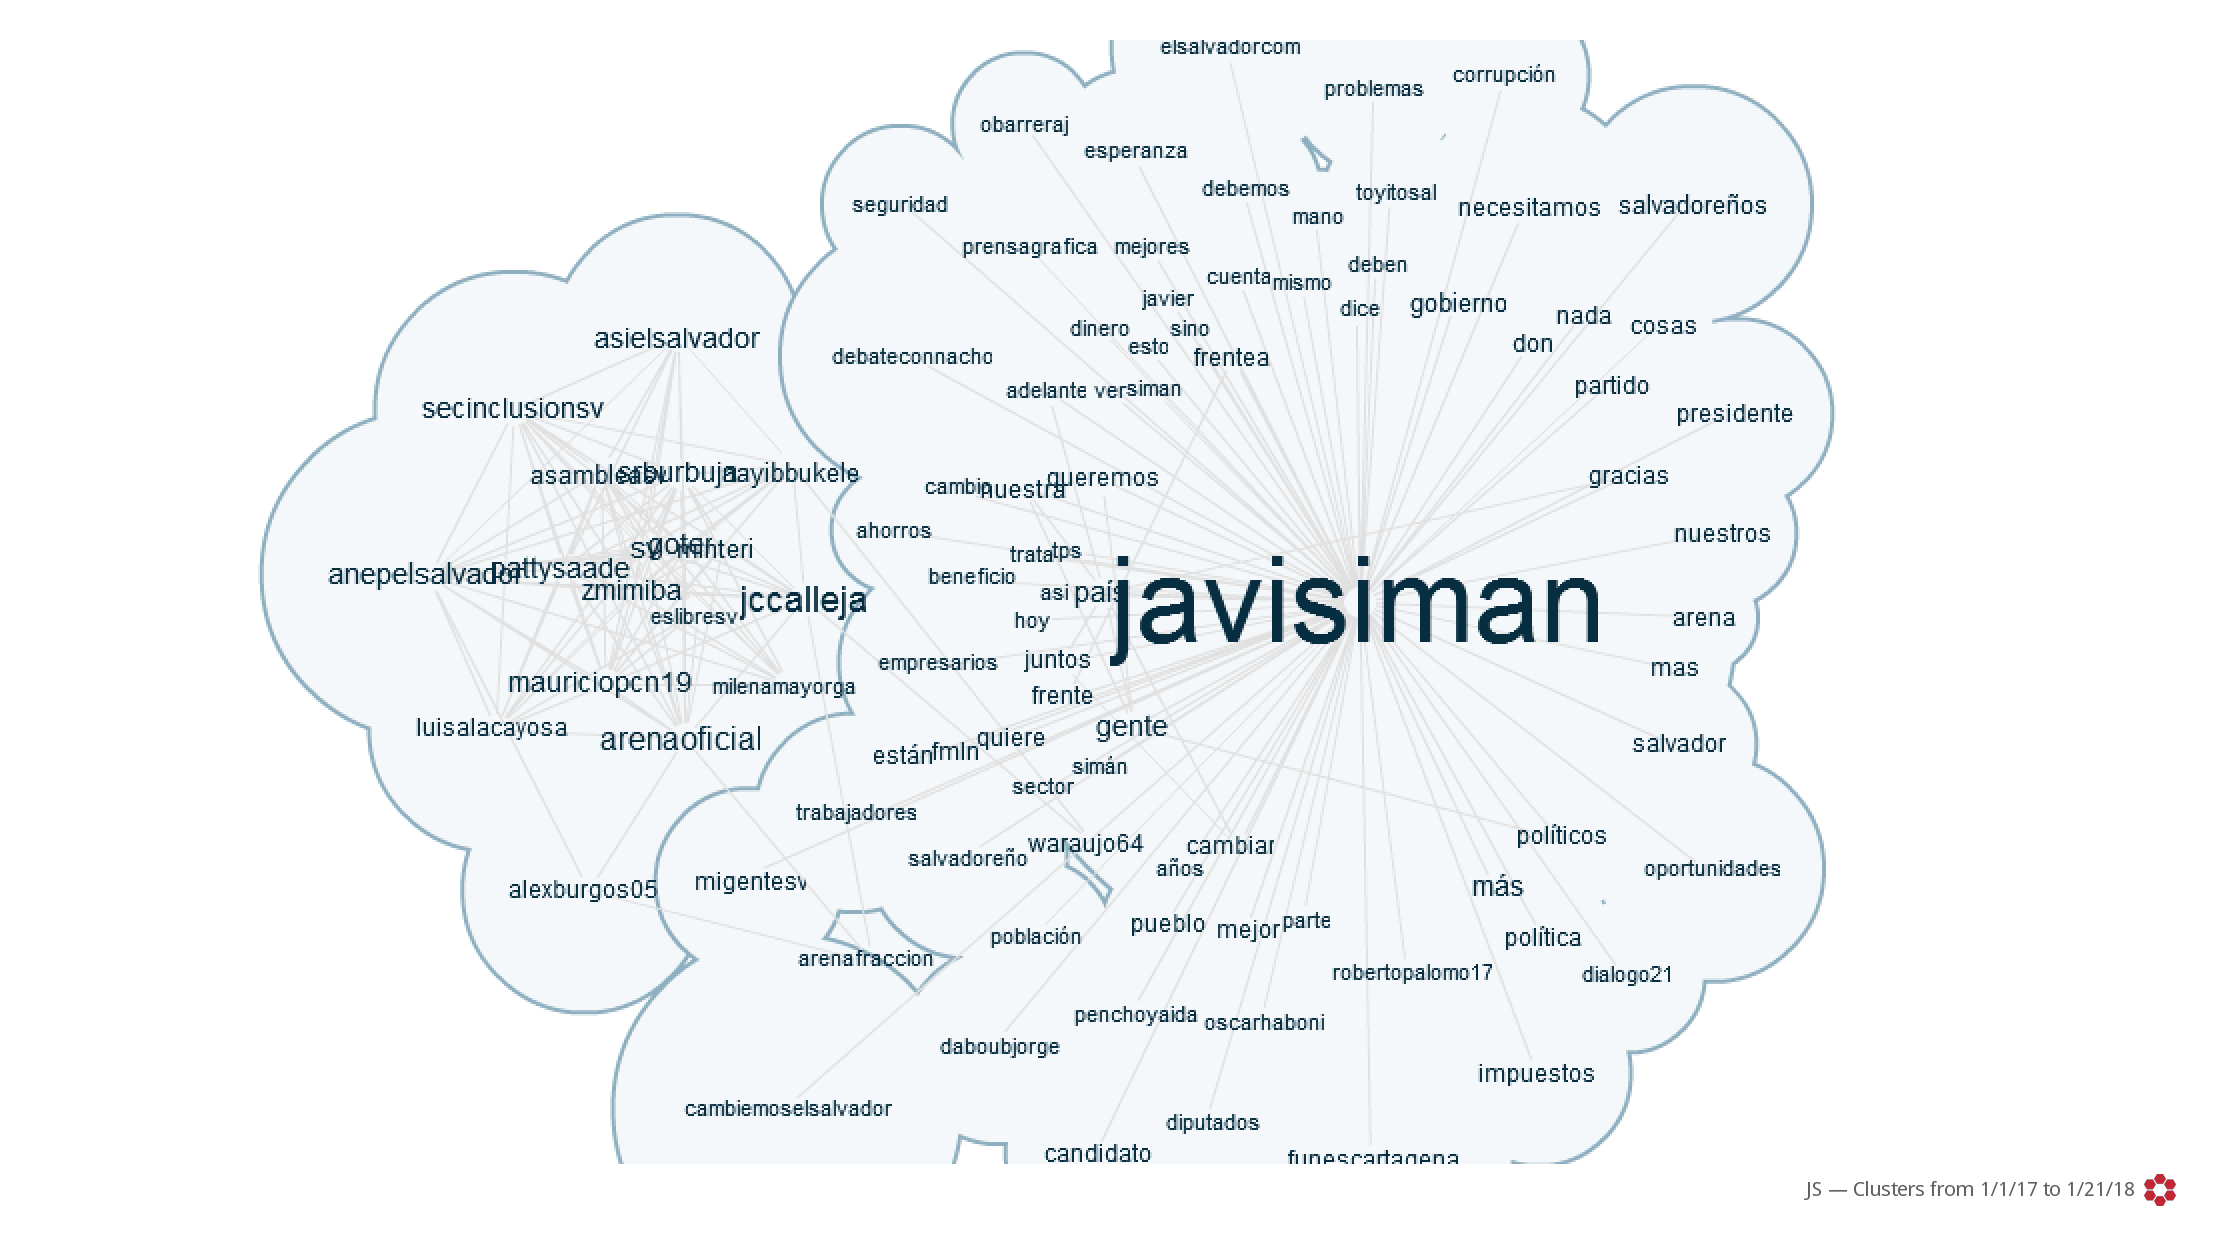 elsalvadorcom
corrupción
problemas
obarreraj
esperanza
debemos
toyitosal
seguridad
mano
necesitamos
salvadoreños
prensagrafica
mejores
deben
cuenta
mismo
javier
dice
gobierno
nada
cosas
dinero
sino
asielsalvador
esto
don
debateconnacho
frentea
adelante
ver
siman
partido
secinclusionsv
presidente
asambleasv
srburbuja
nayibbukele
queremos
gracias
cambio
nuestra
ahorros
nuestros
sv
goter
minteri
trata
tps
anepelsalvador
pattysaade
beneficio
zmimiba
asi
país
javisiman
jccalleja
eslibresv
hoy
arena
empresarios
juntos
mas
mauriciopcn19
milenamayorga
frente
luisalacayosa
gente
arenaoficial
están
fmln
quiere
salvador
simán
sector
trabajadores
políticos
waraujo64
cambiar
salvadoreño
años
oportunidades
alexburgos05
migentesv
más
pueblo
mejor
parte
población
política
arenafraccion
robertopalomo17
dialogo21
penchoyaida
oscarhaboni
daboubjorge
impuestos
cambiemoselsalvador
diputados
candidato
funescartagena
JS — Clusters from 1/1/17 to 1/21/18